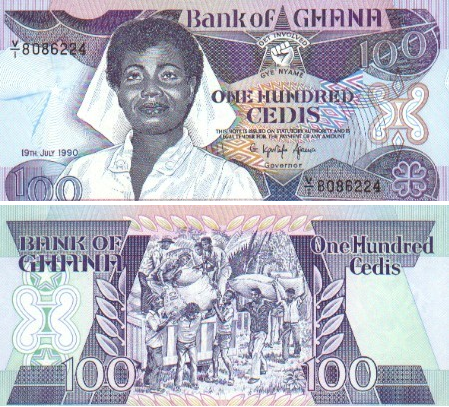 Bank of GHANA
V/1 8086224
GET INVOLVED
GYE NYAME
100
ONE HUNDRED
CEDIS
THIS NOTE IS ISSUED ON STATUTORY AUTHORITY AND IS
LEGAL TENDER FOR THE PAYMENT OF ANY AMOUNT
19TH JULY 1990
Governor
100
V/1 8086224
BANK OF
GHANA
One Hundred
Cedis
100
100